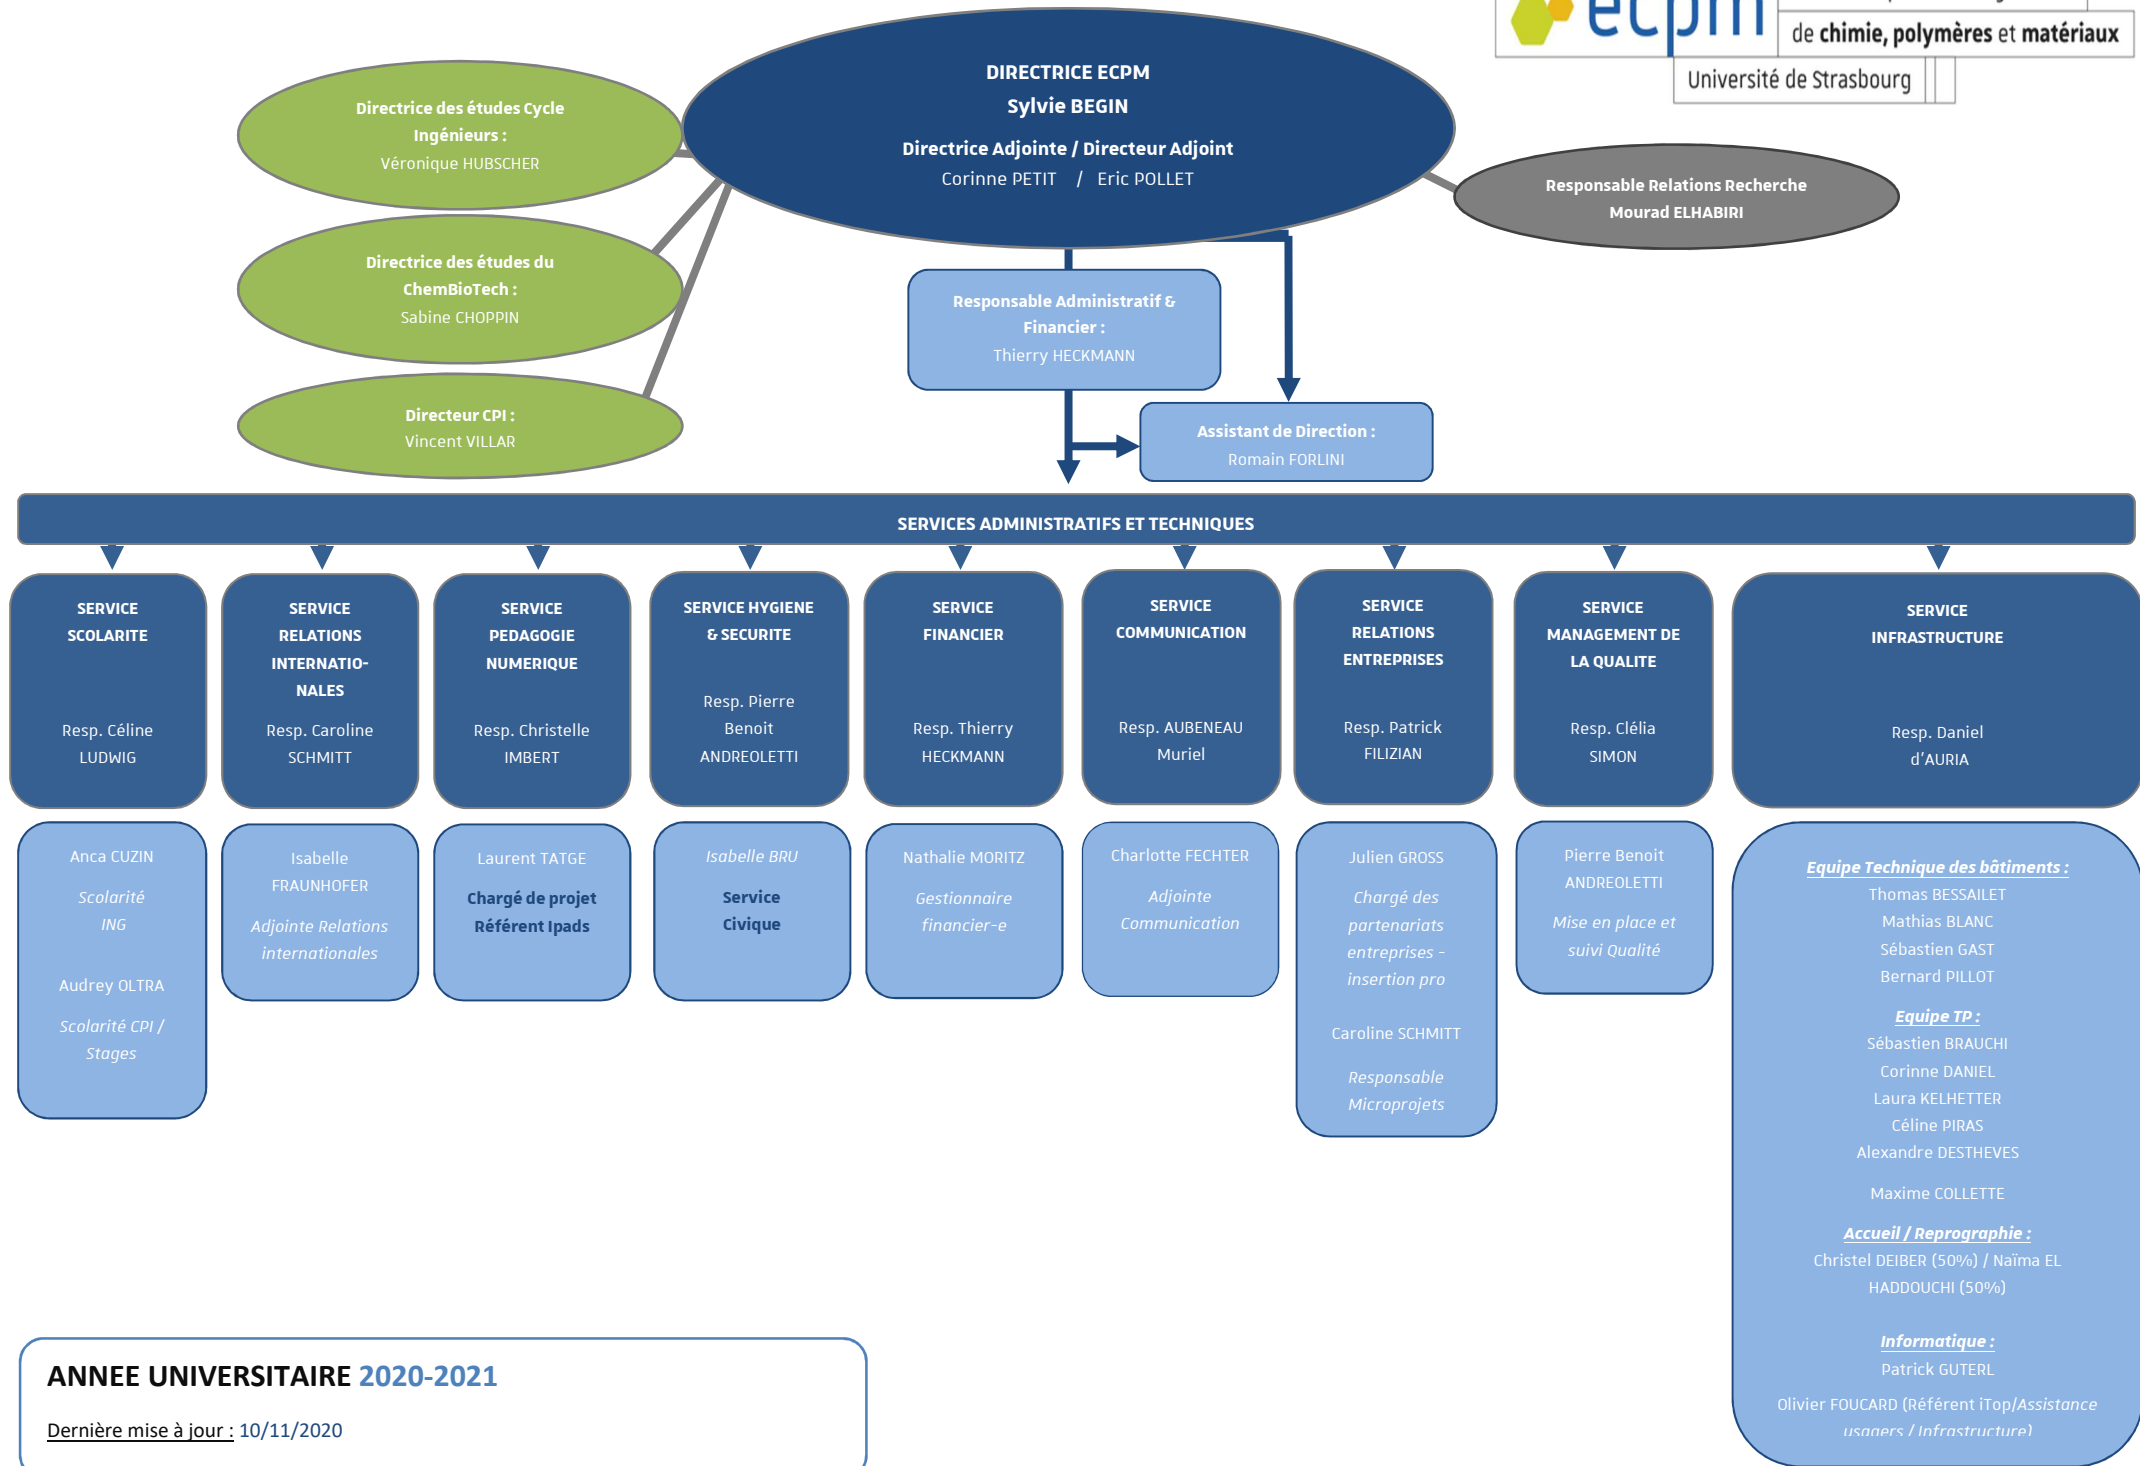 ecpm
de chimie, polymères et matériaux
Université de Strasbourg
DIRECTRICE ECPM
Sylvie BEGIN
Directrice Adjointe / Directeur Adjoint
Corinne PETIT / Eric POLLET
Directrice des études Cycle
Ingénieurs :
Véronique HUBSCHER
Directrice des études du
ChemBioTech :
Sabine CHOPPIN
Directeur CPI :
Vincent VILLAR
Responsable Relations Recherche
Mourad ELHABIRI
Responsable Administratif &
Financier :
Thierry HECKMANN
Assistant de Direction :
Romain FORLINI
SERVICES ADMINISTRATIFS ET TECHNIQUES
SERVICE
SCOLARITE
Resp. Céline
LUDWIG
SERVICE
RELATIONS
INTERNATIO-
NALES
Resp. Caroline
SCHMITT
SERVICE
PEDAGOGIE
NUMERIQUE
Resp. Christelle
IMBERT
SERVICE HYGIENE
& SECURITE
Resp. Pierre
Benoit
ANDREOLETTI
SERVICE
FINANCIER
Resp. Thierry
HECKMANN
SERVICE
COMMUNICATION
Resp. AUBENEAU
Muriel
SERVICE
RELATIONS
ENTREPRISES
Resp. Patrick
FILIZIAN
SERVICE
MANAGEMENT DE
LA QUALITE
Resp. Clélia
SIMON
SERVICE
INFRASTRUCTURE
Resp. Daniel
d'AURIA
Anca CUZIN
Scolarité
ING
Audrey OLTRA
Scolarité CPI /
Stages
Isabelle
FRAUNHOFER
Adjointe Relations
internationales
Laurent TATGE
Chargé de projet
Référent Ipads
Isabelle BRU
Service
Civique
Nathalie MORITZ
Gestionnaire
financier-e
Charlotte FECHTER
Adjointe
Communication
Julien GROSS
Chargé des
partenariats
entreprises -
insertion pro
Caroline SCHMITT
Responsable
Microprojets
Pierre Benoit
ANDREOLETTI
Mise en place et
suivi Qualité
Equipe Technique des bâtiments :
Thomas BESSAILET
Mathias BLANC
Sébastien GAST
Bernard PILLOT
Equipe TP :
Sébastien BRAUCHI
Corinne DANIEL
Laura KELHETTER
Céline PIRAS
Alexandre DESTHEVES
Maxime COLLETTE
Accueil / Reprographie :
Christel DEIBER (50%) / Naïma EL
HADDOUCHI (50%)
Informatique :
Patrick GUTERL
Olivier FOUCARD (Référent iTop/Assistance
usagers / Infrastructure)
ANNEE UNIVERSITAIRE 2020-2021
Dernière mise à jour : 10/11/2020